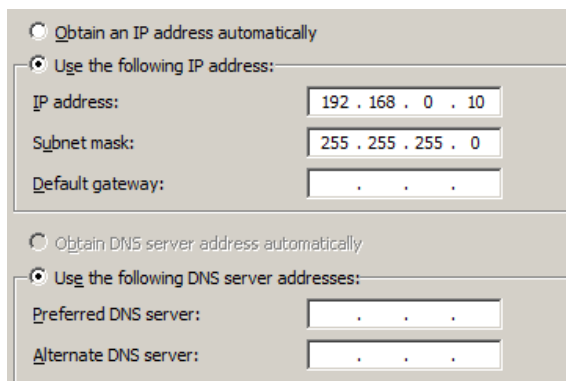 Obtain an IP address automatically
Use the following IP address:
IP address: 192 . 168 . 0 . 10
Subnet mask: 255 . 255 . 255 . 0
Default gateway: . . .
Obtain DNS server address automatically
Use the following DNS server addresses:
Preferred DNS server: . . .
Alternate DNS server: . . .